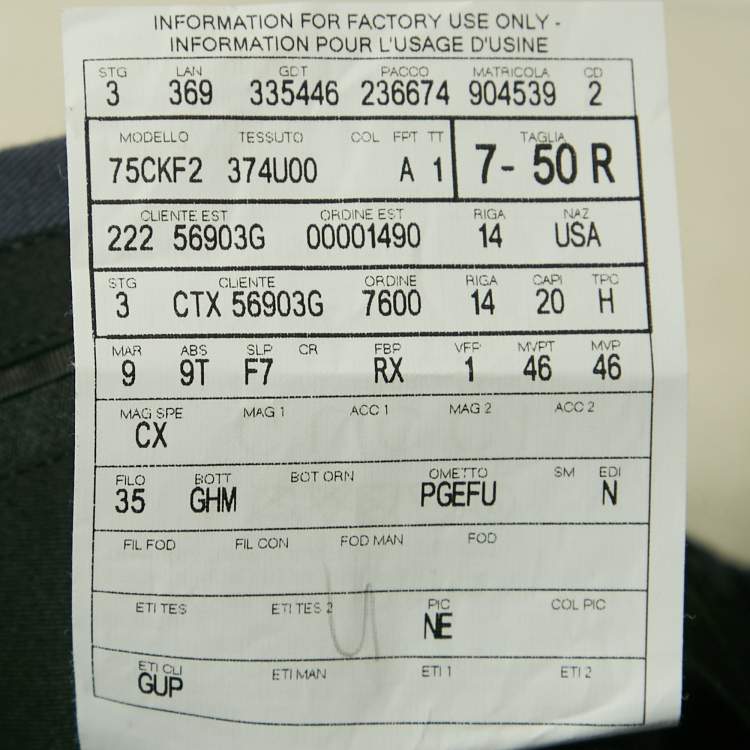 INFORMATION FOR FACTORY USE ONLY -
INFORMATION POUR L'USAGE D'USINE
STG LAN GDT PACCO MATRICOLA CD
3 369 335446 236674 904539 2
MODELLO TESSUTO COL FPT TT TAGLIA
75CKF2 374U00 A 1 7- 50 R
CLIENTE EST ORDINE EST RIGA NAZ
222 56903G 00001490 14 USA
STG CLIENTE ORDINE RIGA CAPI TPC
3 CTX 56903G 7600 14 20 H
MAR ABS SLP CR FBP VFP MVPT MVP
9 9T F7 RX 1 46 46
MAG SPE MAG 1 ACC 1 MAG 2 ACC 2
CX
FILO BOTT BOT ORN OMETTO SM EDI
35 GHM PGEFU N
FIL FOD FIL CON FOD MAN FOD
ETI TES ETI TES 2 PIC COL PIC
NE
ETI CLI ETI MAN ETI 1 ETI 2
GUP